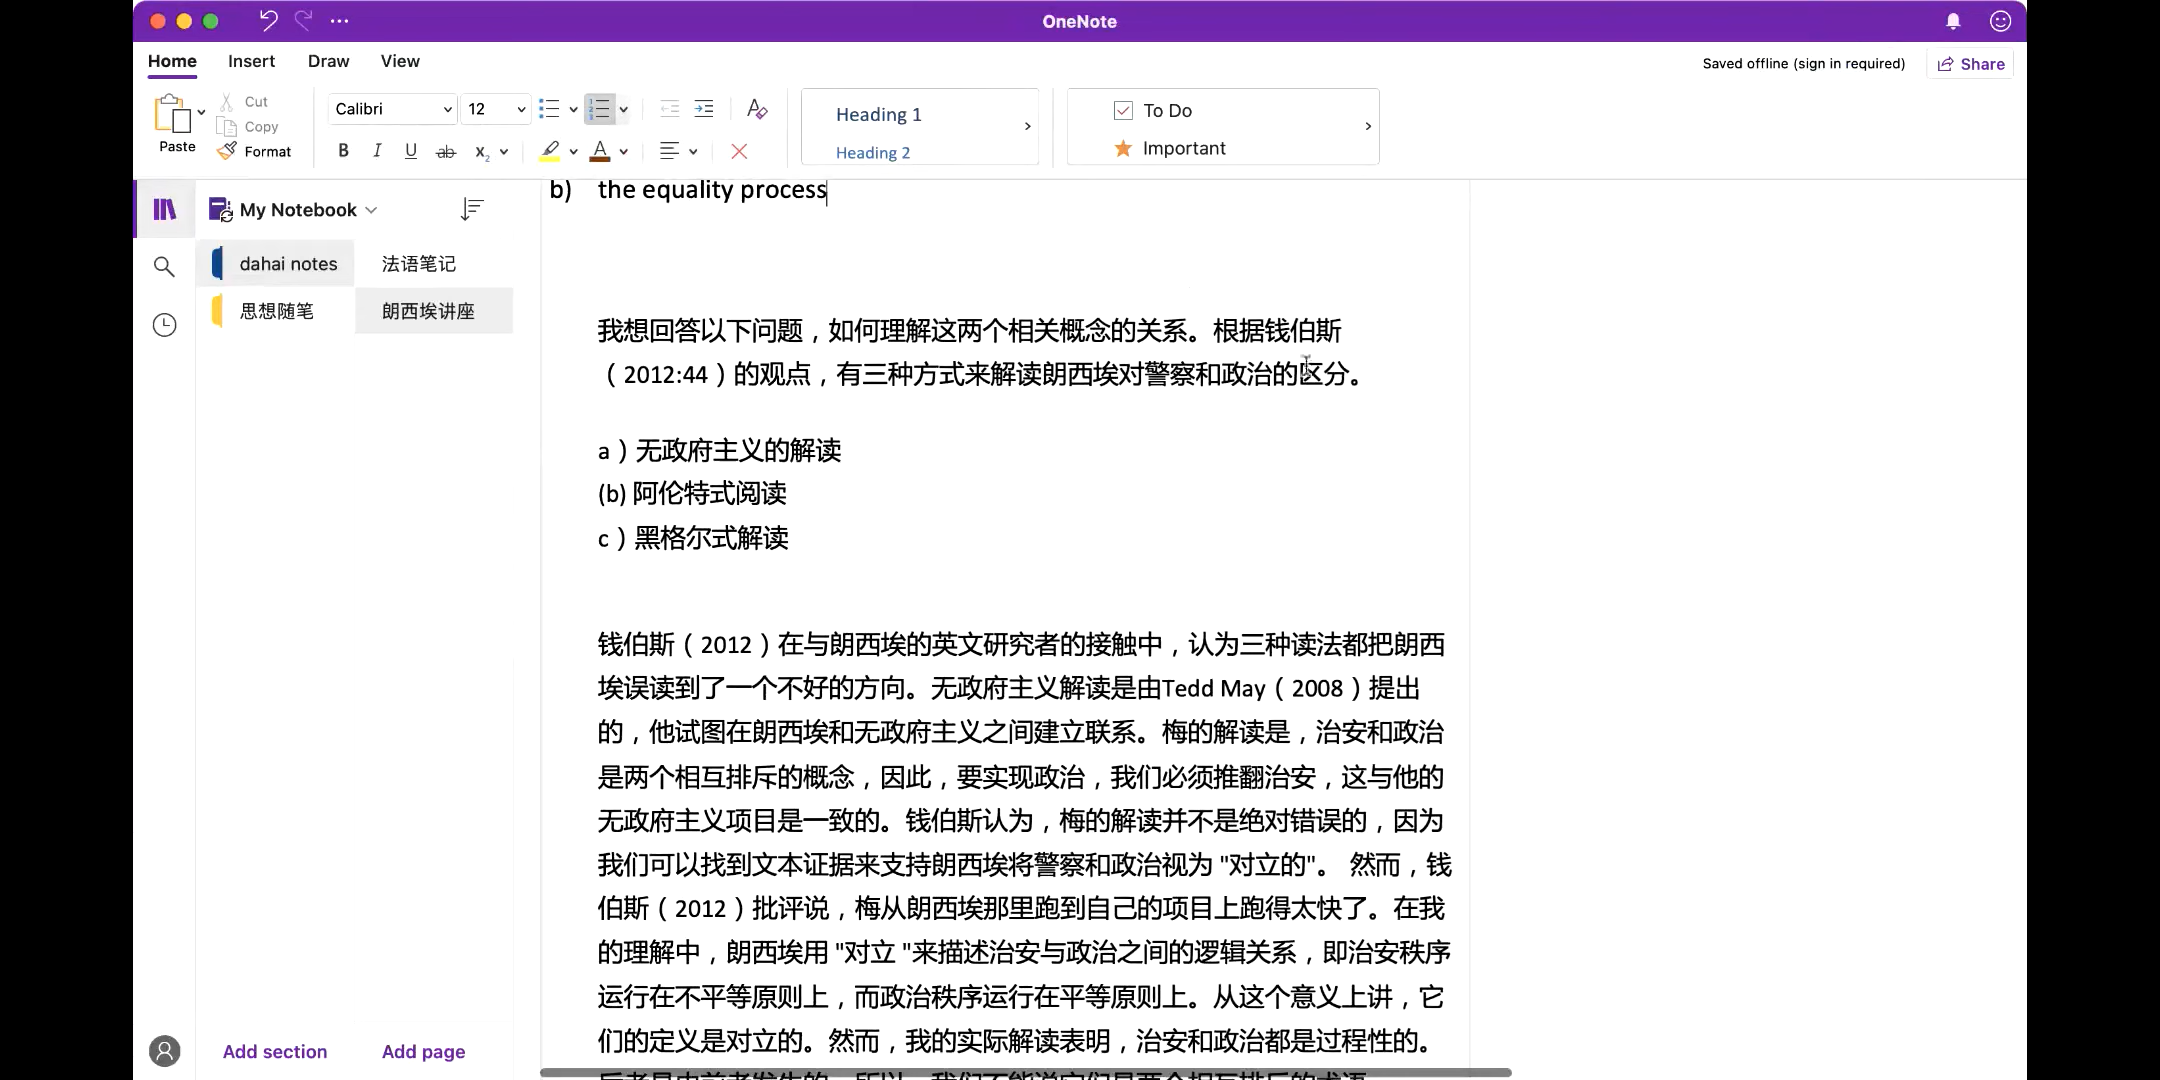 OneNote
Home Insert Draw View
Saved offline (sign in required) Share
Paste
Cut
Copy
Format
Calibri 12
B I U ab x₂ A
Heading 1
Heading 2
To Do
Important
My Notebook
dahai notes
思想随笔
法语笔记
朗西埃讲座
b) the equality process
我想回答以下问题，如何理解这两个相关概念的关系。根据钱伯斯
（2012:44）的观点，有三种方式来解读朗西埃对警察和政治的区分。
a）无政府主义的解读
(b) 阿伦特式阅读
c）黑格尔式解读
钱伯斯（2012）在与朗西埃的英文研究者的接触中，认为三种读法都把朗西
埃误读到了一个不好的方向。无政府主义解读是由Tedd May（2008）提出
的，他试图在朗西埃和无政府主义之间建立联系。梅的解读是，治安和政治
是两个相互排斥的概念，因此，要实现政治，我们必须推翻治安，这与他的
无政府主义项目是一致的。钱伯斯认为，梅的解读并不是绝对错误的，因为
我们可以找到文本证据来支持朗西埃将警察和政治视为 "对立的"。 然而，钱
伯斯（2012）批评说，梅从朗西埃那里跑到自己的项目上跑得太快了。在我
的理解中，朗西埃用 "对立 "来描述治安与政治之间的逻辑关系，即治安秩序
运行在不平等原则上，而政治秩序运行在平等原则上。从这个意义上讲，它
们的定义是对立的。然而，我的实际解读表明，治安和政治都是过程性的。
Add section Add page